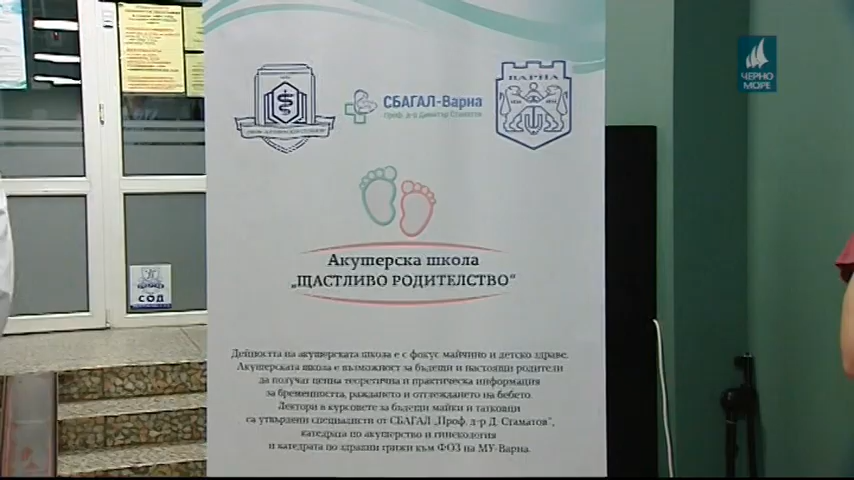 ЧЕРНО
МОРЕ
ВАРНА
СБАГАЛ-Варна
Проф. д-р Димитър Стаматов
Акушерска школа
„ЩАСТЛИВО РОДИТЕЛСТВО“
СОД
Дейността на акушерската школа е с фокус майчино и детско здраве.
Акушерската школа е възможност за бъдещи и настоящи родители
да получат ценна теоретична и практическа информация
за бременността, раждането и отглеждането на бебето.
Лектори в курсовете за бъдещи майки и татковци
са утвърдени специалисти от СБАГАЛ „Проф. д-р Д. Стаматов“,
катедрата по акушерство и гинекология
и катедрата по здравни грижи към ФОЗ на МУ-Варна.